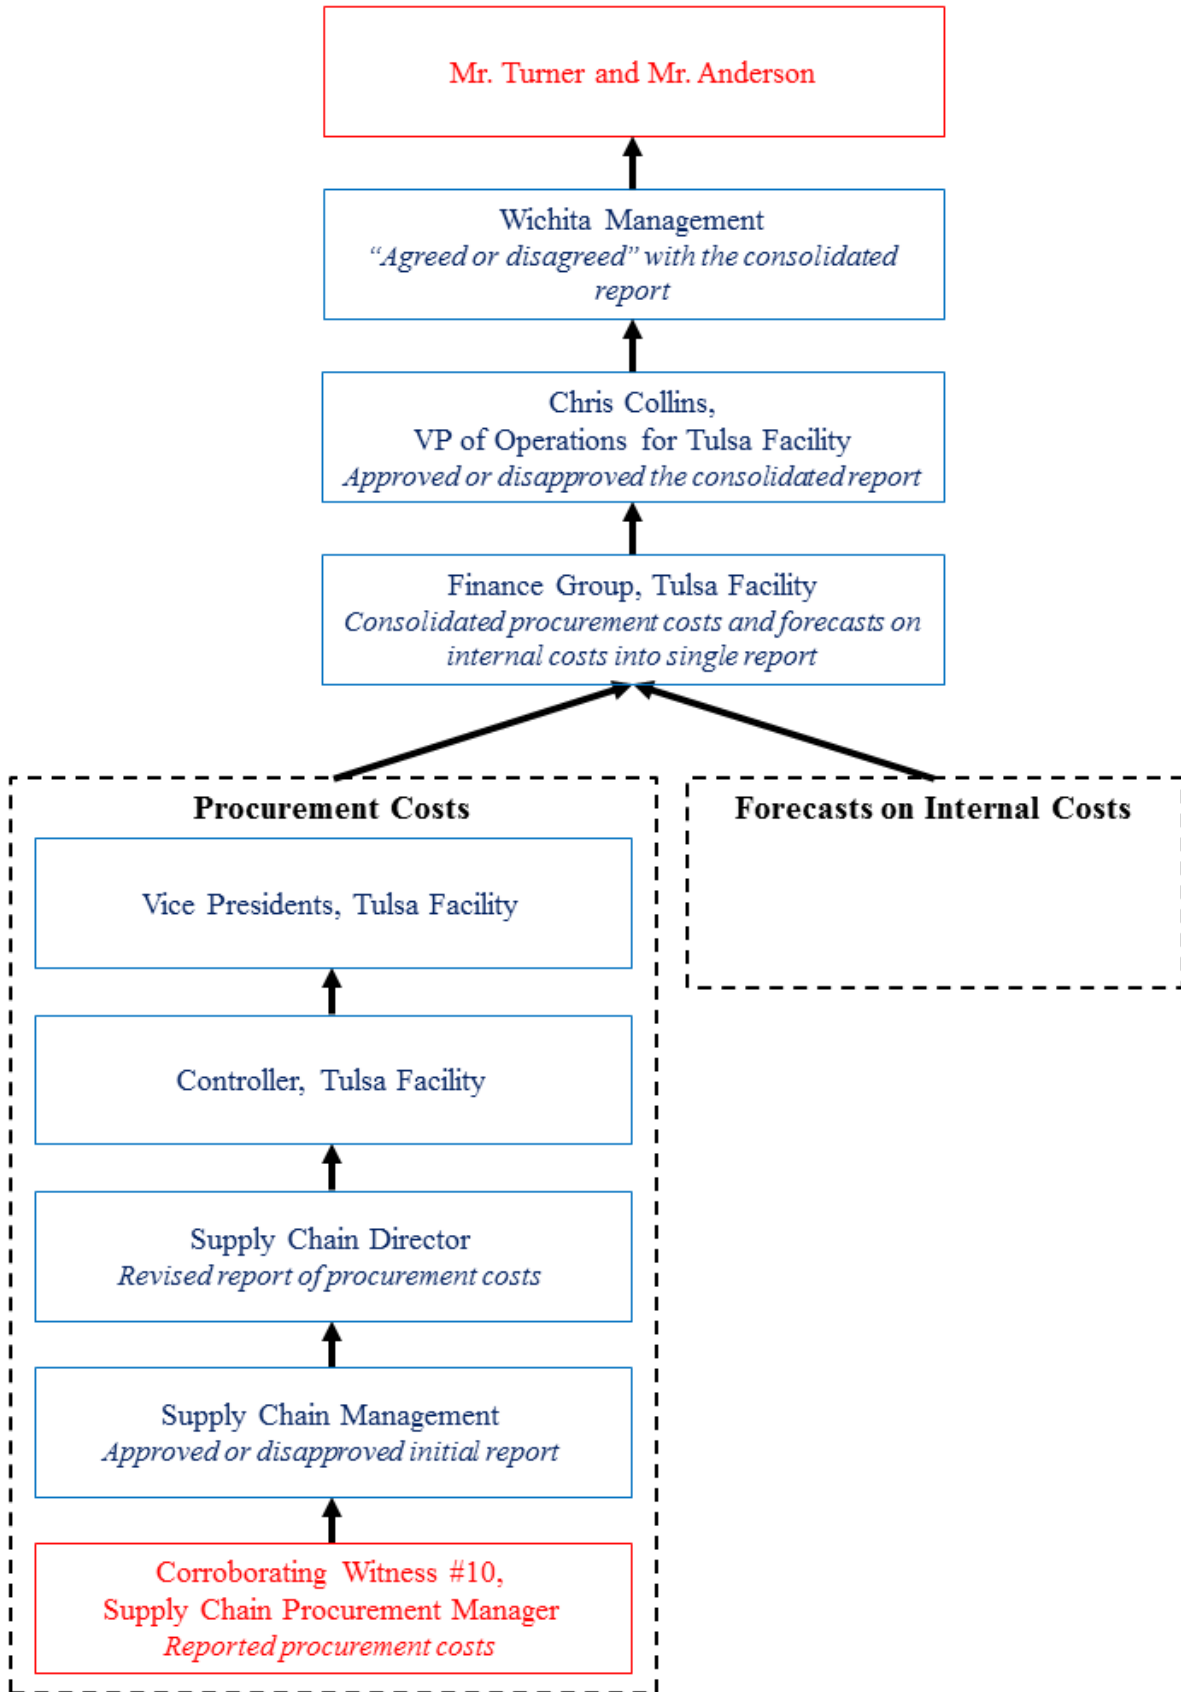 Mr. Turner and Mr. Anderson
Wichita Management
“Agreed or disagreed” with the consolidated
report
Chris Collins,
VP of Operations for Tulsa Facility
Approved or disapproved the consolidated report
Finance Group, Tulsa Facility
Consolidated procurement costs and forecasts on
internal costs into single report
Procurement Costs
Forecasts on Internal Costs
Vice Presidents, Tulsa Facility
Controller, Tulsa Facility
Supply Chain Director
Revised report of procurement costs
Supply Chain Management
Approved or disapproved initial report
Corroborating Witness #10,
Supply Chain Procurement Manager
Reported procurement costs